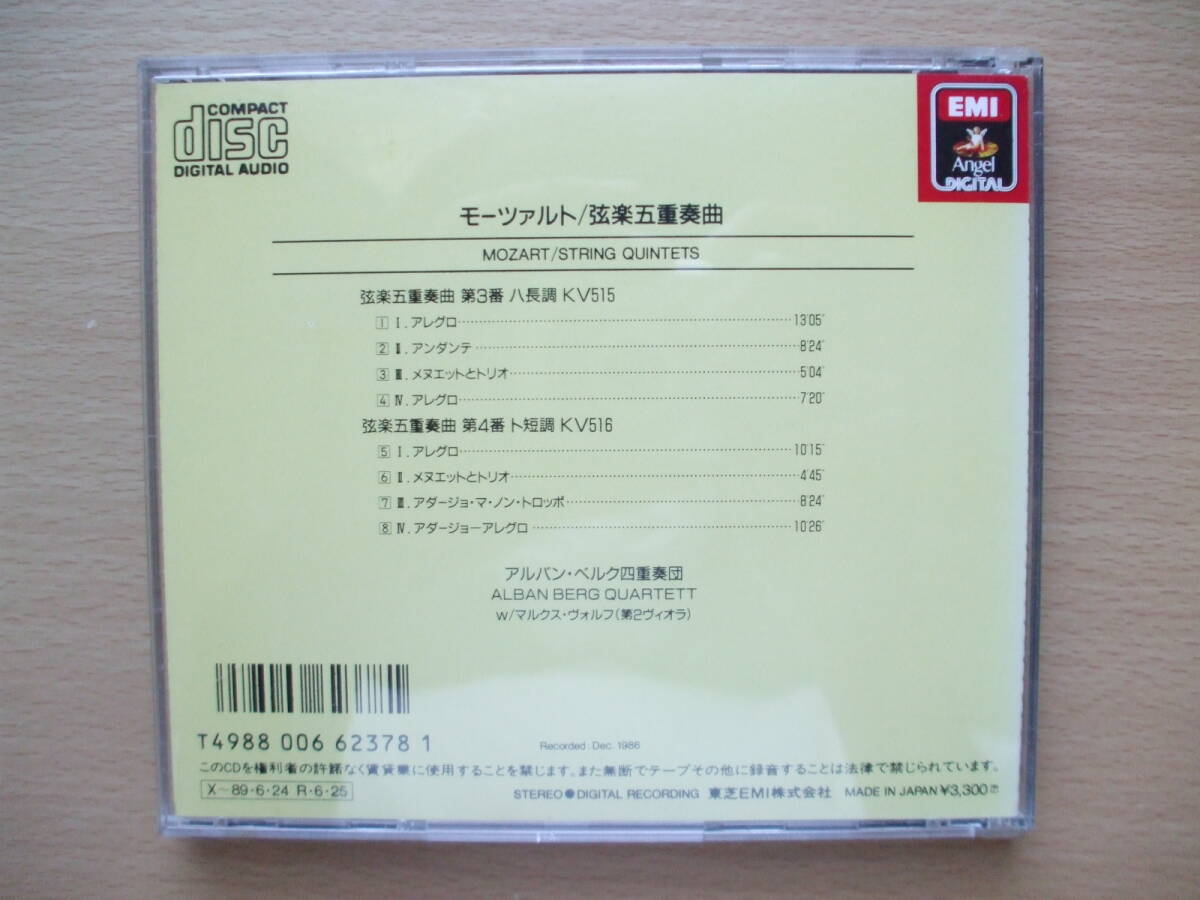 COMPACT
disc
DIGITAL AUDIO
EMI
Angel
DIGITAL
モーツァルト/弦楽五重奏曲
MOZART/STRING QUINTETS
弦楽五重奏曲 第3番 ハ長調 KV515
1 Ⅰ.アレグロ 13'05"
2 Ⅱ.アンダンテ 8'24"
3 Ⅲ.メヌエットとトリオ 5'04"
4 Ⅳ.アレグロ 7'20"
弦楽五重奏曲 第4番 ト短調 KV516
5 Ⅰ.アレグロ 10'15"
6 Ⅱ.メヌエットとトリオ 4'45"
7 Ⅲ.アダージョ・マ・ノン・トロッポ 8'24"
8 Ⅳ.アダージョーアレグロ 10'26"
アルバン・ベルク四重奏団
ALBAN BERG QUARTETT
w/マルクス・ヴォルフ(第2ヴィオラ)
T4988 006 62378 1
Recorded: Dec. 1986
このCDを権利者の許諾なく賃貸業に使用することを禁じます。また無断でテープその他に録音することは法律で禁じられています。
X〜89・6・24 R・6・25
STEREO●DIGITAL RECORDING 東芝EMI株式会社 MADE IN JAPAN ¥3,300